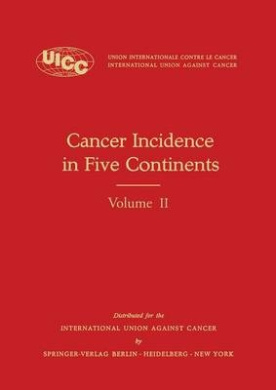 UICC
UNION INTERNATIONALE CONTRE LE CANCER
INTERNATIONAL UNION AGAINST CANCER
Cancer Incidence
in Five Continents
Volume II
Distributed for the
INTERNATIONAL UNION AGAINST CANCER
by
SPRINGER-VERLAG BERLIN · HEIDELBERG · NEW YORK